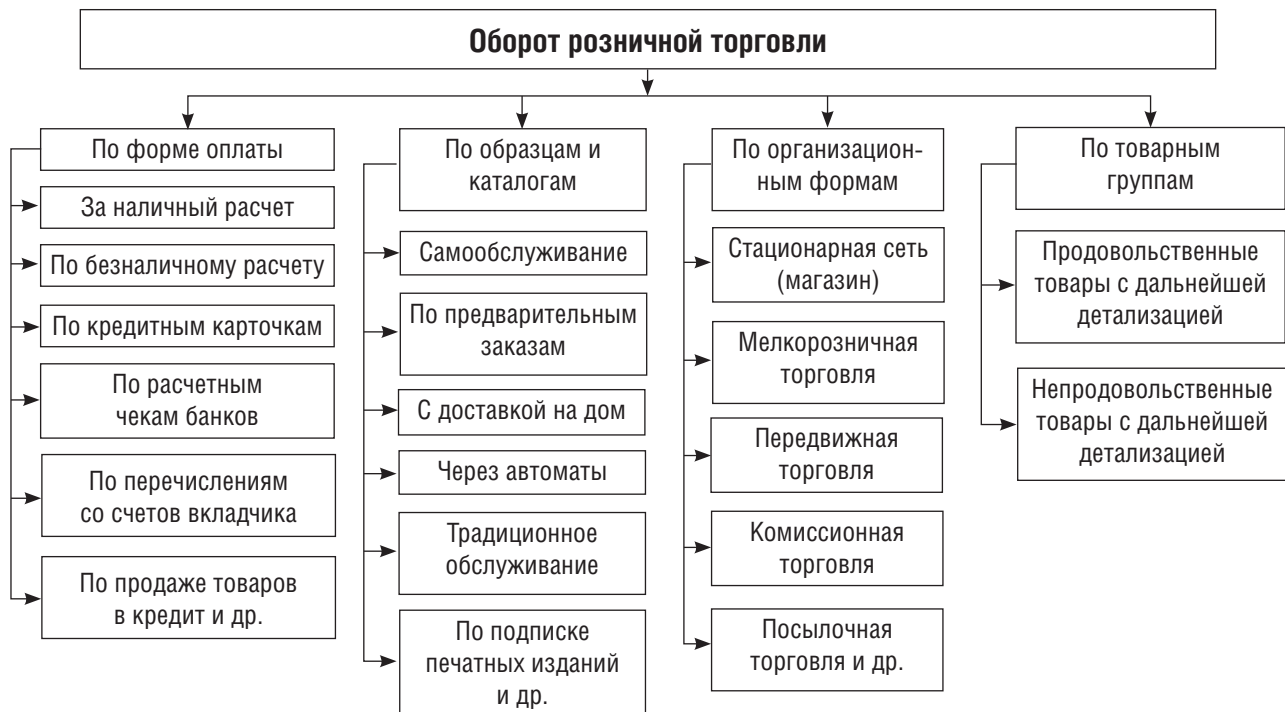 Оборот розничной торговли
По форме оплаты
За наличный расчет
По безналичному расчету
По кредитным карточкам
По расчетным
чекам банков
По перечислениям
со счетов вкладчика
По продаже товаров
в кредит и др.
По образцам и
каталогам
Самообслуживание
По предварительным
заказам
С доставкой на дом
Через автоматы
Традиционное
обслуживание
По подписке
печатных изданий
и др.
По организацион-
ным формам
Стационарная сеть
(магазин)
Мелкорозничная
торговля
Передвижная
торговля
Комиссионная
торговля
Посылочная
торговля и др.
По товарным
группам
Продовольственные
товары с дальнейшей
детализацией
Непродовольственные
товары с дальнейшей
детализацией